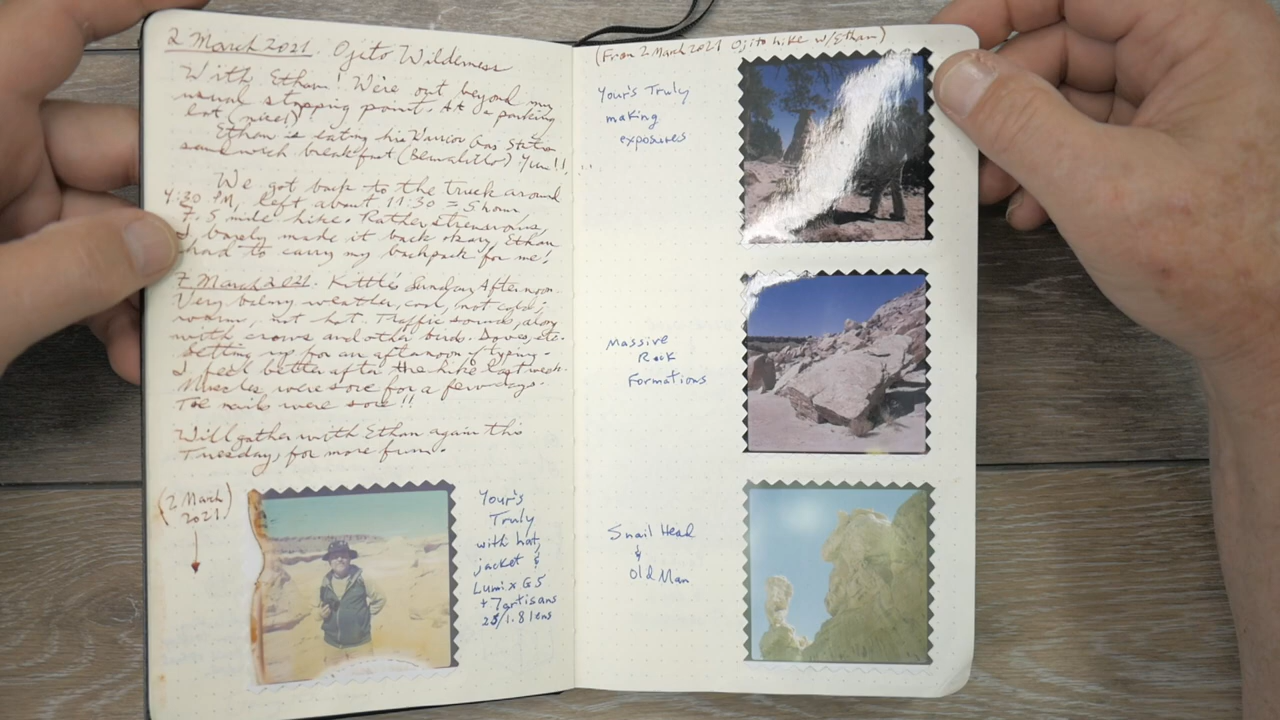 2 March 2021. Ojito Wilderness
With Ethan! We're out beyond my
usual stopping point. At a parking
lot (nice!)
Ethan is eating his Gas Station
sandwich breakfast (Bernalillo) Yum!!
We got back to the truck around
4:30 PM, left about 11:30 = 5 hour
7.5 mile hike. Rather strenuous,
I barely made it back okay, Ethan
had to carry my backpack for me!
7 March 2021. Kittl's Sunday Afternoon.
Very balmy weather, cool, not cold,
warm, not hot. Traffic sounds, along
with crows and other birds. Doves, etc.
Setting up for an afternoon of typing.
I feel better after the hike last week.
Muscles were sore for a few days.
Toe nails were sore!!
Will gather with Ethan again this
Tuesday, for more fun.
(2 March
2021)
Your's
Truly
with hat,
jacket &
Lumix G5
+ 7artisans
25/1.8 lens
(From 2 March 2021 Ojito hike w/Ethan)
Your's Truly
making
exposures
Massive
Rock
Formations
Snail Head
&
Old Man